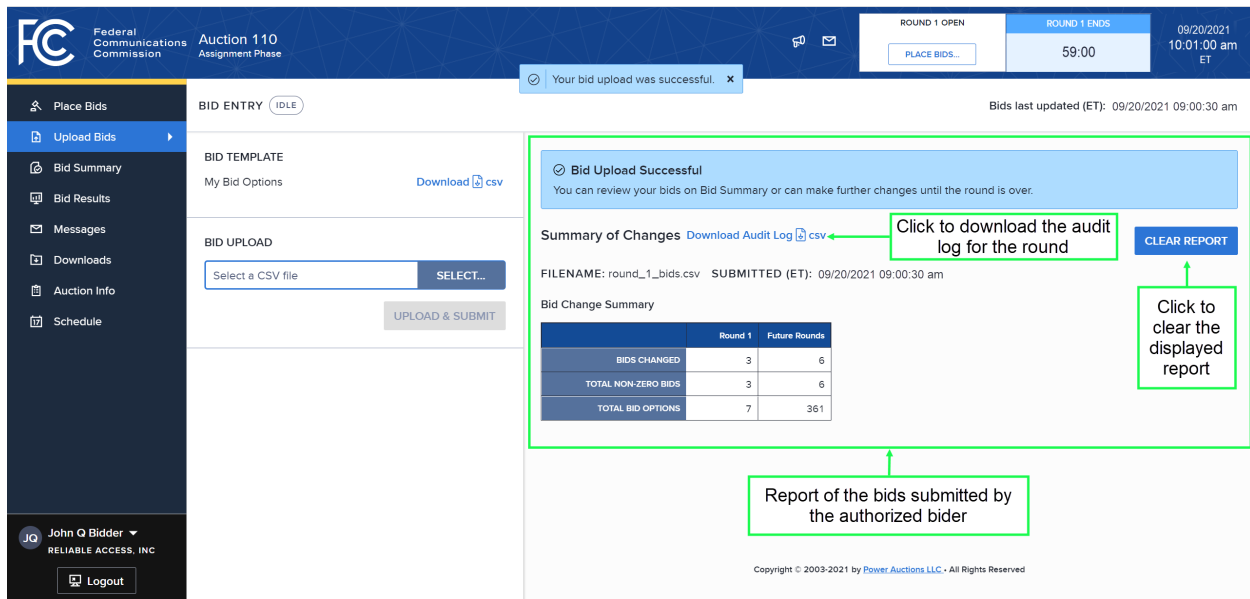 FC
Federal
Communications
Commission
Auction 110
Assignment Phase
ROUND 1 OPEN
PLACE BIDS...
ROUND 1 ENDS
59:00
09/20/2021
10:01:00 am
ET
Your bid upload was successful. ×
Place Bids
Upload Bids
Bid Summary
Bid Results
Messages
Downloads
Auction Info
17 Schedule
JQ John Q Bidder
RELIABLE ACCESS, INC
Logout
BID ENTRY IDLE
Bids last updated (ET): 09/20/2021 09:00:30 am
BID TEMPLATE
My Bid Options Download csv
BID UPLOAD
Select a CSV file SELECT...
UPLOAD & SUBMIT
Bid Upload Successful
You can review your bids on Bid Summary or can make further changes until the round is over.
Summary of Changes Download Audit Log csv
Click to download the audit
log for the round
CLEAR REPORT
FILENAME: round_1_bids.csv SUBMITTED (ET): 09/20/2021 09:00:30 am
Click to
clear the
displayed
report
Bid Change Summary
Round 1 Future Rounds
BIDS CHANGED 3 6
TOTAL NON-ZERO BIDS 3 6
TOTAL BID OPTIONS 7 361
Report of the bids submitted by
the authorized bider
Copyright © 2003-2021 by Power Auctions LLC • All Rights Reserved